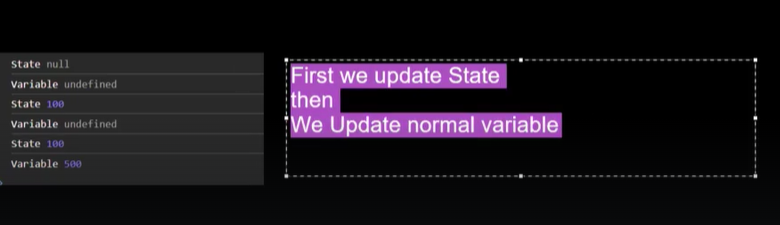 State null
Variable undefined
State 100
Variable undefined
State 100
Variable 500
First we update State
then
We Update normal variable